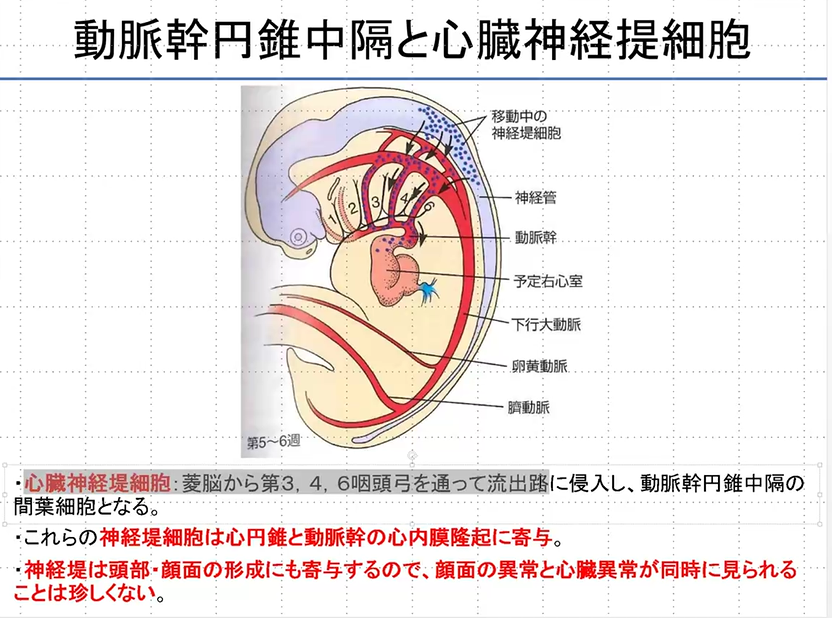 動脈幹円錐中隔と心臓神経提細胞
移動中の
神経堤細胞
神経管
動脈幹
予定右心室
下行大動脈
卵黄動脈
臍動脈
1 2 3 4 6
第5〜6週
・心臓神経堤細胞：菱脳から第3，4，6咽頭弓を通って流出路に侵入し、動脈幹円錐中隔の
間葉細胞となる。
・これらの神経堤細胞は心円錐と動脈幹の心内膜隆起に寄与。
・神経堤は頭部・顔面の形成にも寄与するので、顔面の異常と心臓異常が同時に見られる
ことは珍しくない。